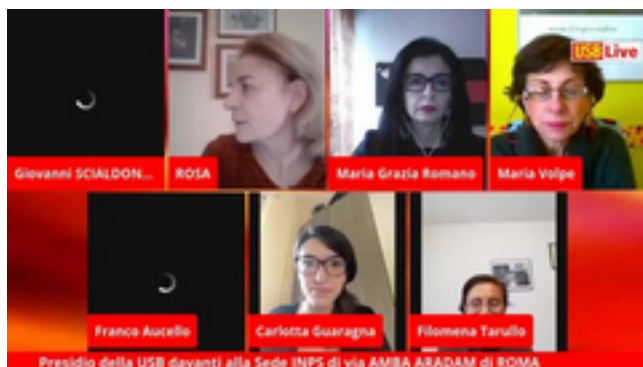 USB Live
Giovanni SCIALDON...
ROSA
Maria Grazia Romano
Maria Volpe
Franco Aucello
Carlotta Guaragna
Filomena Tarullo
Presidio della USB davanti alla Sede INPS di via AMBA ARADAM di ROMA